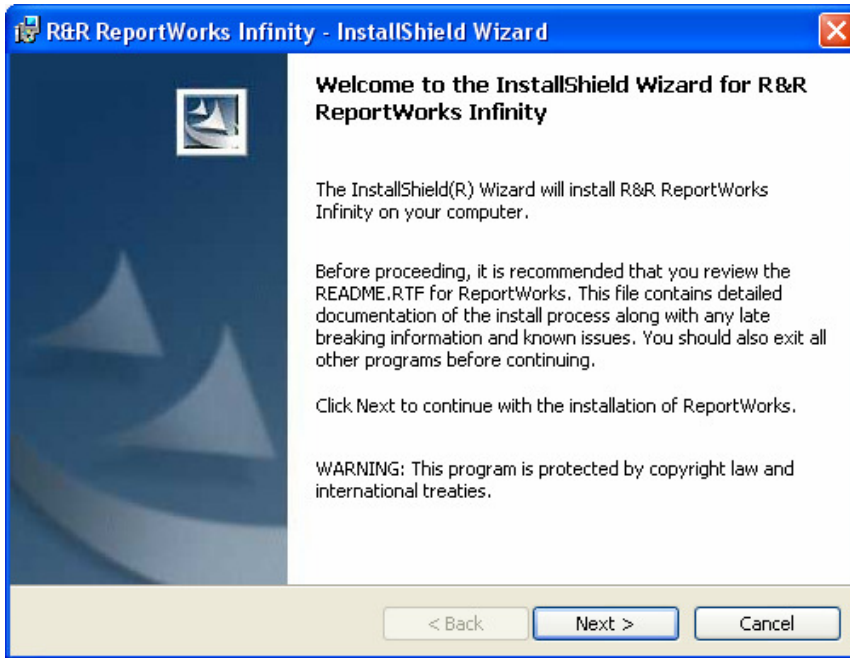 R&R ReportWorks Infinity - InstallShield Wizard
Welcome to the InstallShield Wizard for R&R
ReportWorks Infinity
The InstallShield(R) Wizard will install R&R ReportWorks
Infinity on your computer.
Before proceeding, it is recommended that you review the
README.RTF for ReportWorks. This file contains detailed
documentation of the install process along with any late
breaking information and known issues. You should also exit all
other programs before continuing.
Click Next to continue with the installation of ReportWorks.
WARNING: This program is protected by copyright law and
international treaties.
< Back Next > Cancel